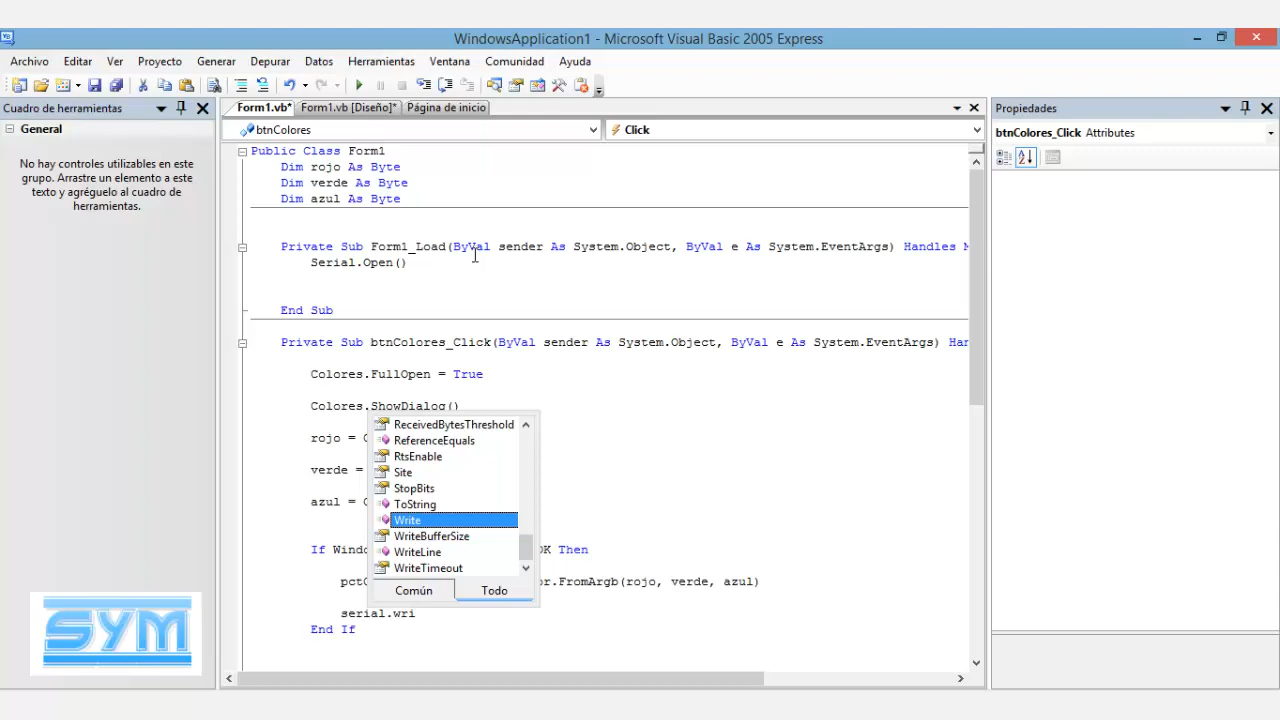 WindowsApplication1 - Microsoft Visual Basic 2005 Express
Archivo Editar Ver Proyecto Generar Depurar Datos Herramientas Ventana Comunidad Ayuda
Cuadro de herramientas
General
No hay controles utilizables en este
grupo. Arrastre un elemento a este
texto y agréguelo al cuadro de
herramientas.
Form1.vb* Form1.vb [Diseño]* Página de inicio
btnColores Click
Public Class Form1
Dim rojo As Byte
Dim verde As Byte
Dim azul As Byte
Private Sub Form1_Load(ByVal sender As System.Object, ByVal e As System.EventArgs) Handles M
Serial.Open()
End Sub
Private Sub btnColores_Click(ByVal sender As System.Object, ByVal e As System.EventArgs) Han
Colores.FullOpen = True
Colores.ShowDialog()
rojo =
verde =
azul =
If Windo OK Then
pct or.FromArgb(rojo, verde, azul)
serial.wri
End If
ReceivedBytesThreshold
ReferenceEquals
RtsEnable
Site
StopBits
ToString
Write
WriteBufferSize
WriteLine
WriteTimeout
Común Todo
Propiedades
btnColores_Click Attributes
SYM